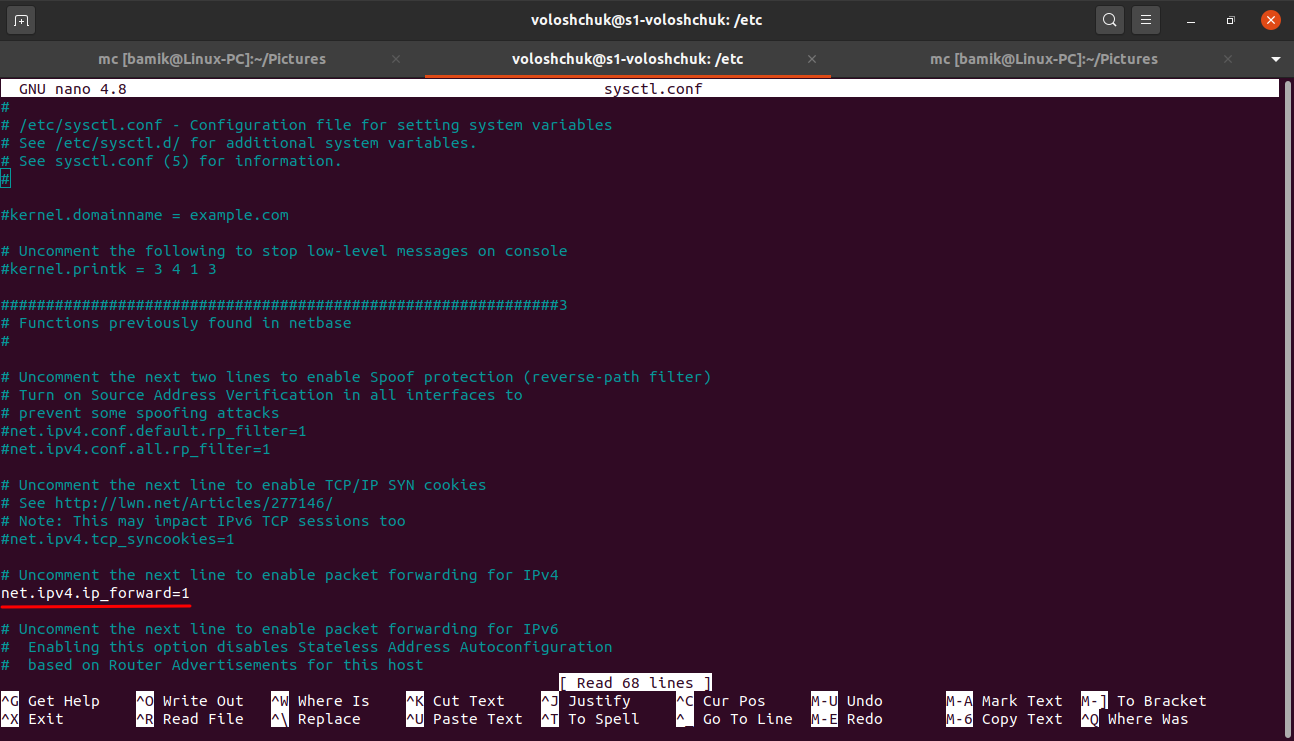 voloshchuk@s1-voloshchuk: /etc
mc [bamik@Linux-PC]:~/Pictures
voloshchuk@s1-voloshchuk: /etc
mc [bamik@Linux-PC]:~/Pictures
GNU nano 4.8 sysctl.conf
#
# /etc/sysctl.conf - Configuration file for setting system variables
# See /etc/sysctl.d/ for additional system variables.
# See sysctl.conf (5) for information.
#
#kernel.domainname = example.com
# Uncomment the following to stop low-level messages on console
#kernel.printk = 3 4 1 3
##############################################################3
# Functions previously found in netbase
#
# Uncomment the next two lines to enable Spoof protection (reverse-path filter)
# Turn on Source Address Verification in all interfaces to
# prevent some spoofing attacks
#net.ipv4.conf.default.rp_filter=1
#net.ipv4.conf.all.rp_filter=1
# Uncomment the next line to enable TCP/IP SYN cookies
# See http://lwn.net/Articles/277146/
# Note: This may impact IPv6 TCP sessions too
#net.ipv4.tcp_syncookies=1
# Uncomment the next line to enable packet forwarding for IPv4
net.ipv4.ip_forward=1
# Uncomment the next line to enable packet forwarding for IPv6
#  Enabling this option disables Stateless Address Autoconfiguration
#  based on Router Advertisements for this host
[ Read 68 lines ]
^G Get Help ^O Write Out ^W Where Is ^K Cut Text ^J Justify ^C Cur Pos M-U Undo M-A Mark Text M-] To Bracket
^X Exit ^R Read File ^\ Replace ^U Paste Text ^T To Spell ^_ Go To Line M-E Redo M-6 Copy Text ^Q Where Was